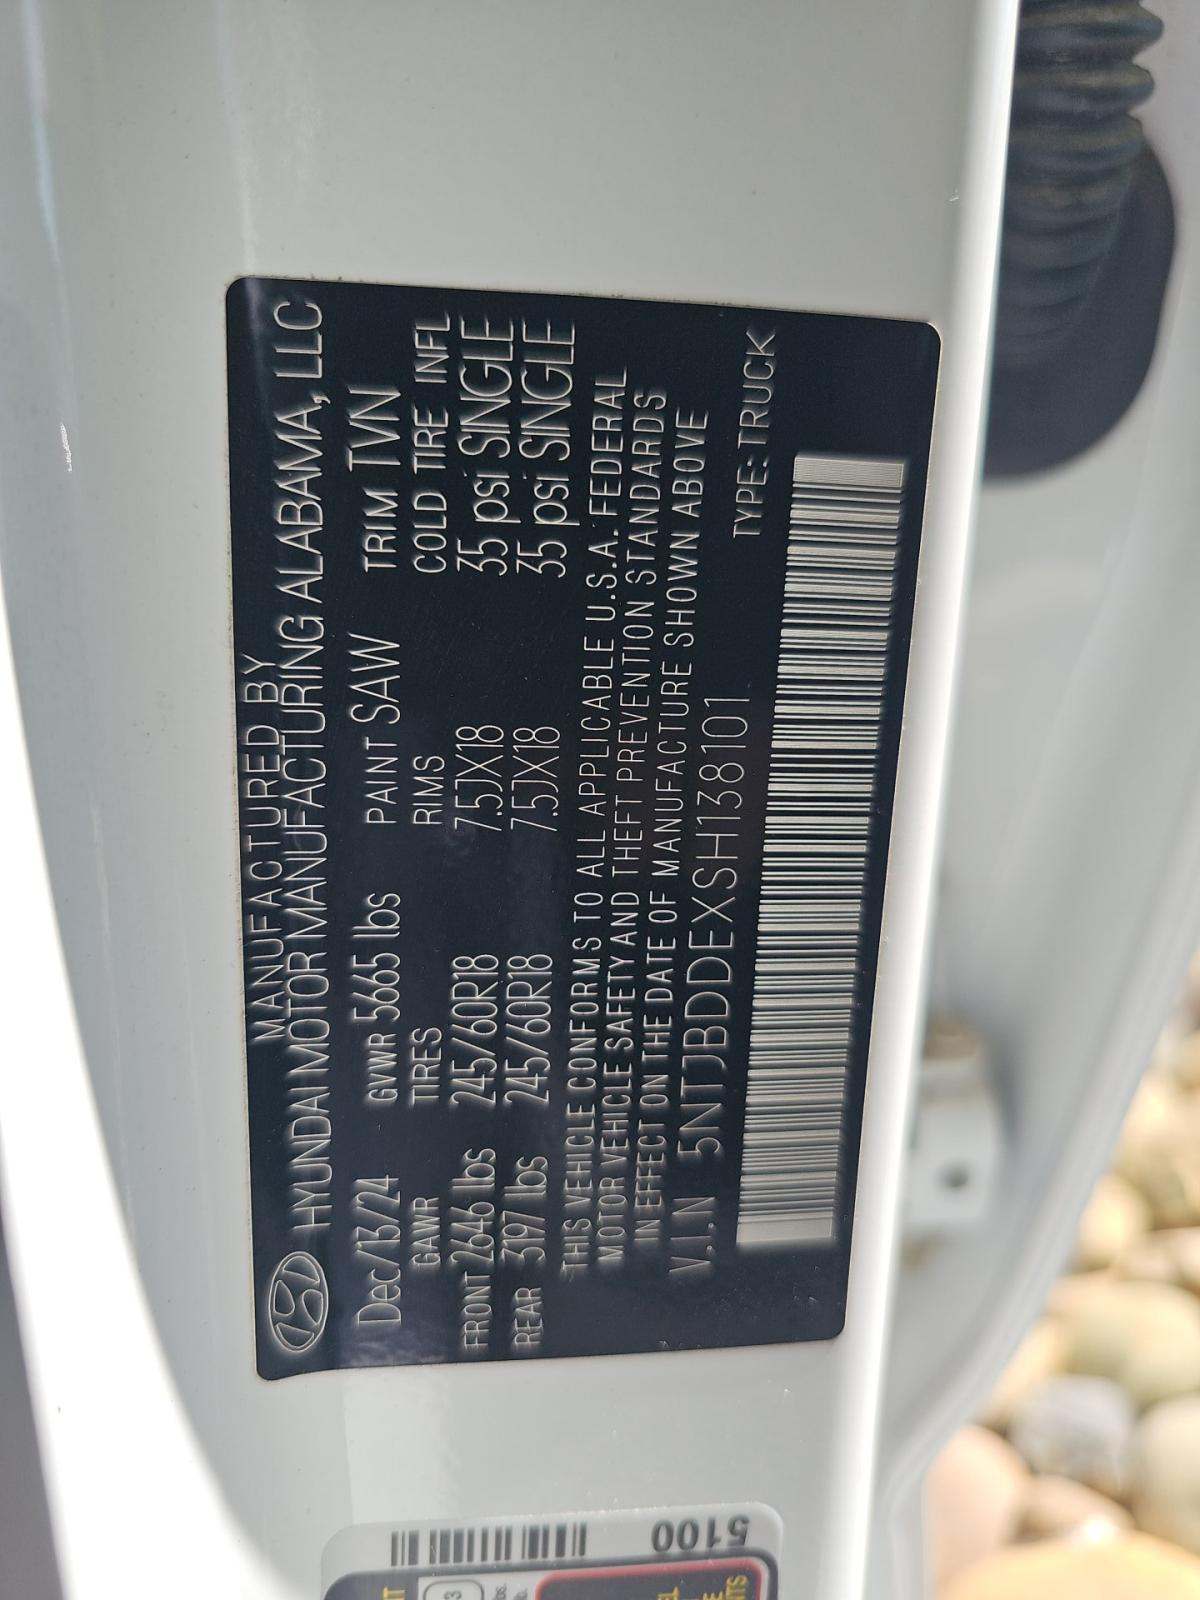 MANUFACTURED BY
HYUNDAI MOTOR MANUFACTURING ALABAMA, LLC
Dec/13/24 GVWR 5665 lbs PAINT SAW TRIM TVN
GAWR TIRES RIMS COLD TIRE INFL
FRONT 2646 lbs 245/60R18 7.5JX18 35 psi SINGLE
REAR 3197 lbs 245/60R18 7.5JX18 35 psi SINGLE
THIS VEHICLE CONFORMS TO ALL APPLICABLE U.S.A. FEDERAL
MOTOR VEHICLE SAFETY AND THEFT PREVENTION STANDARDS
IN EFFECT ON THE DATE OF MANUFACTURE SHOWN ABOVE
V.I.N 5NTJBDDEXSH138101
TYPE:TRUCK
5100